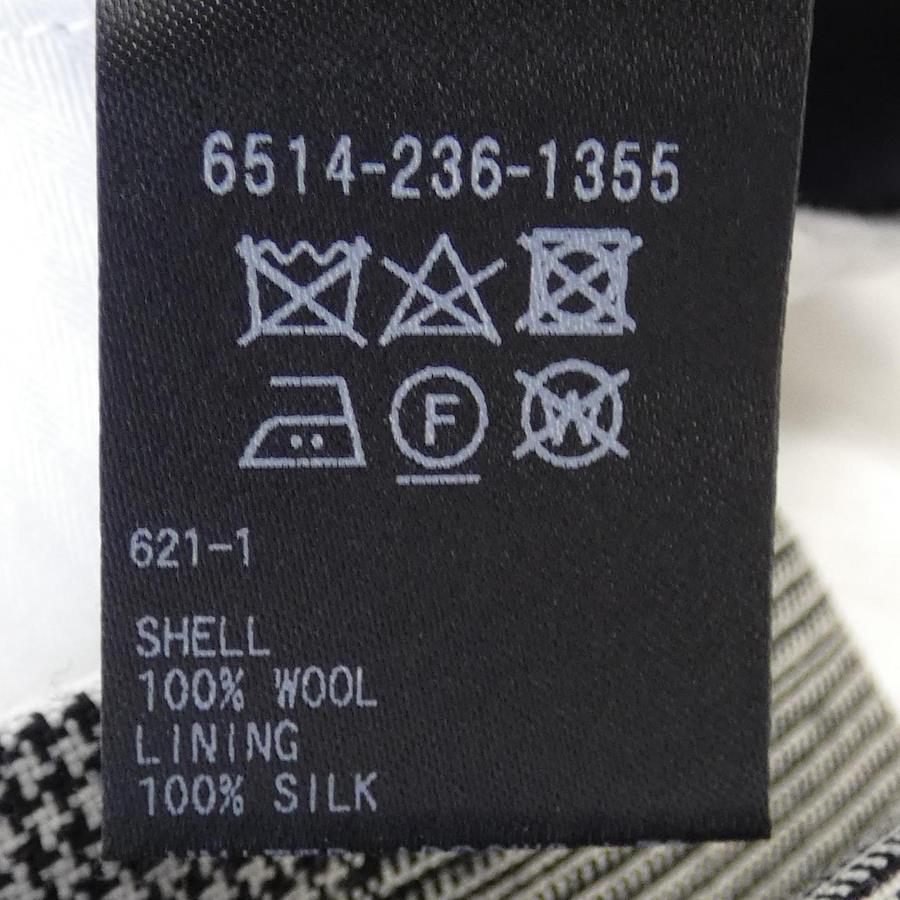 6514-236-1355
F W
621-1
SHELL
100% WOOL
LINING
100% SILK